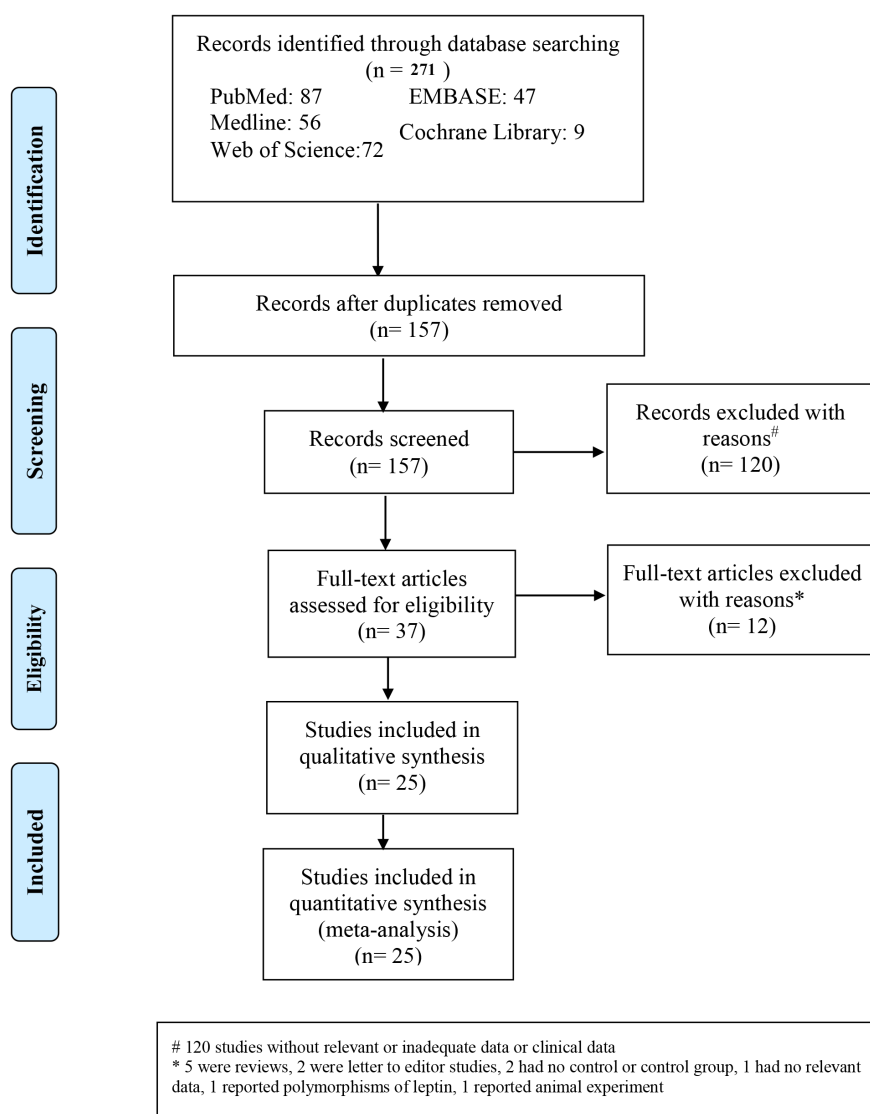 Records identified through database searching
(n = 271 )
PubMed: 87
EMBASE: 47
Medline: 56
Cochrane Library: 9
Web of Science:72
Identification
Records after duplicates removed
(n= 157)
Screening
Records screened
(n= 157)
Records excluded with
reasons#
(n= 120)
Eligibility
Full-text articles
assessed for eligibility
(n= 37)
Full-text articles excluded
with reasons*
(n= 12)
Studies included in
qualitative synthesis
(n= 25)
Included
Studies included in
quantitative synthesis
(meta-analysis)
(n= 25)
# 120 studies without relevant or inadequate data or clinical data
* 5 were reviews, 2 were letter to editor studies, 2 had no control or control group, 1 had no relevant
data, 1 reported polymorphisms of leptin, 1 reported animal experiment